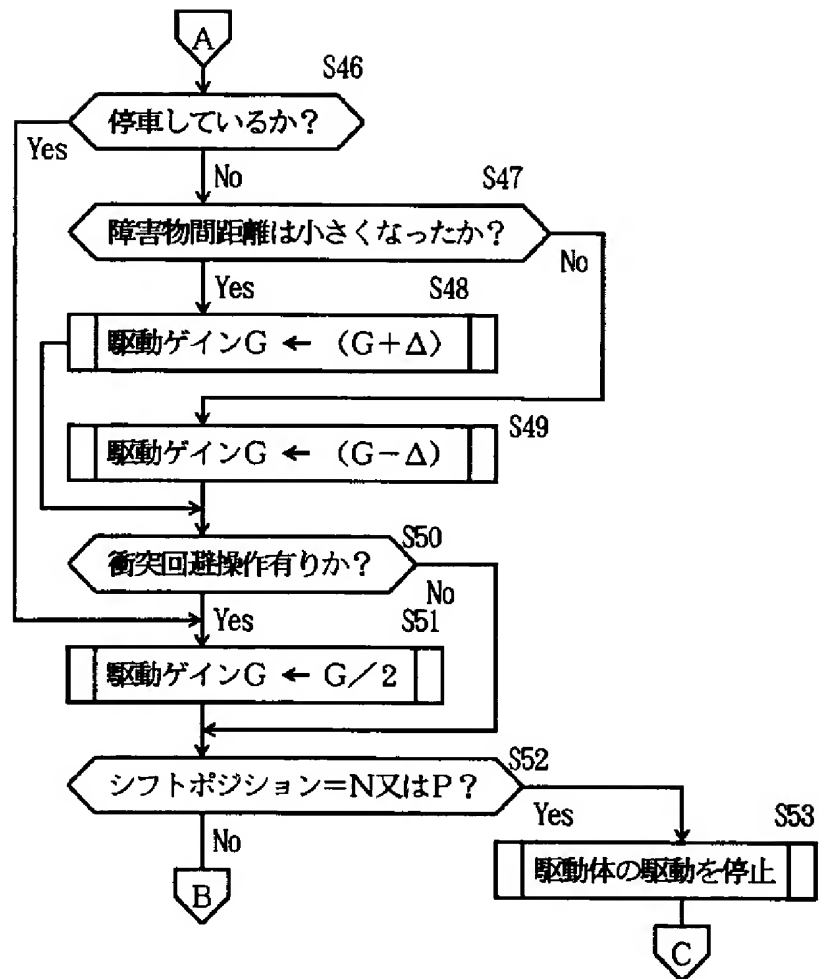 A
S46
停車しているか?
Yes
No
S47
障害物間距離は小さくなったか?
No
Yes
S48
駆動ゲインG ← (G+Δ)
S49
駆動ゲインG ← (G-Δ)
S50
衝突回避操作有りか?
No
Yes
S51
駆動ゲインG ← G/2
S52
シフトポジション=N又はP?
Yes
No
S53
駆動体の駆動を停止
B
C